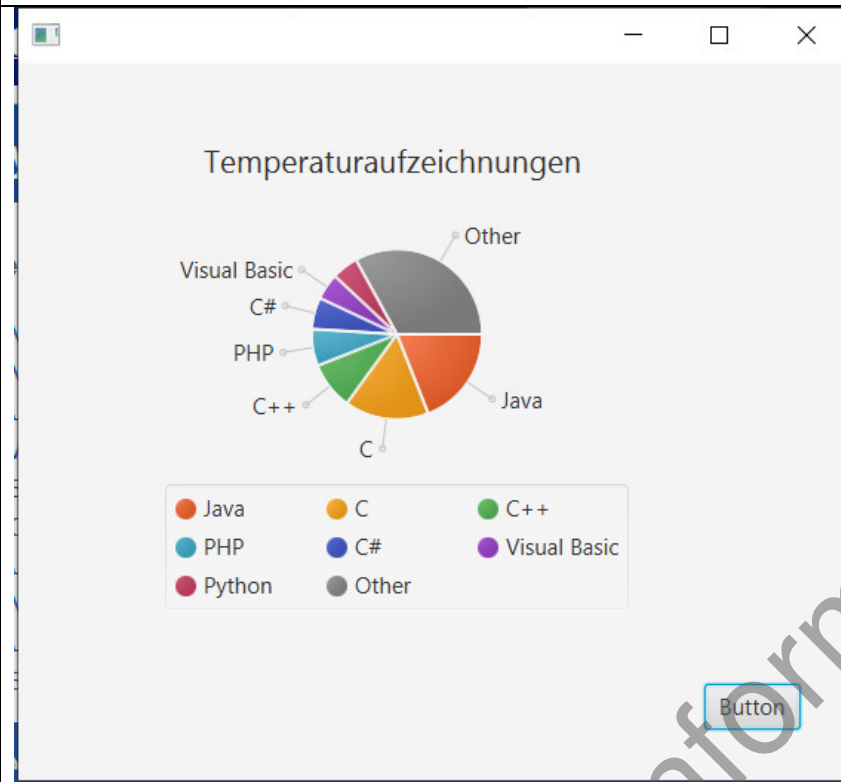 Temperaturaufzeichnungen
Other
Visual Basic
C#
PHP
Java
C++
C
Java C C++
PHP C# Visual Basic
Python Other
Button